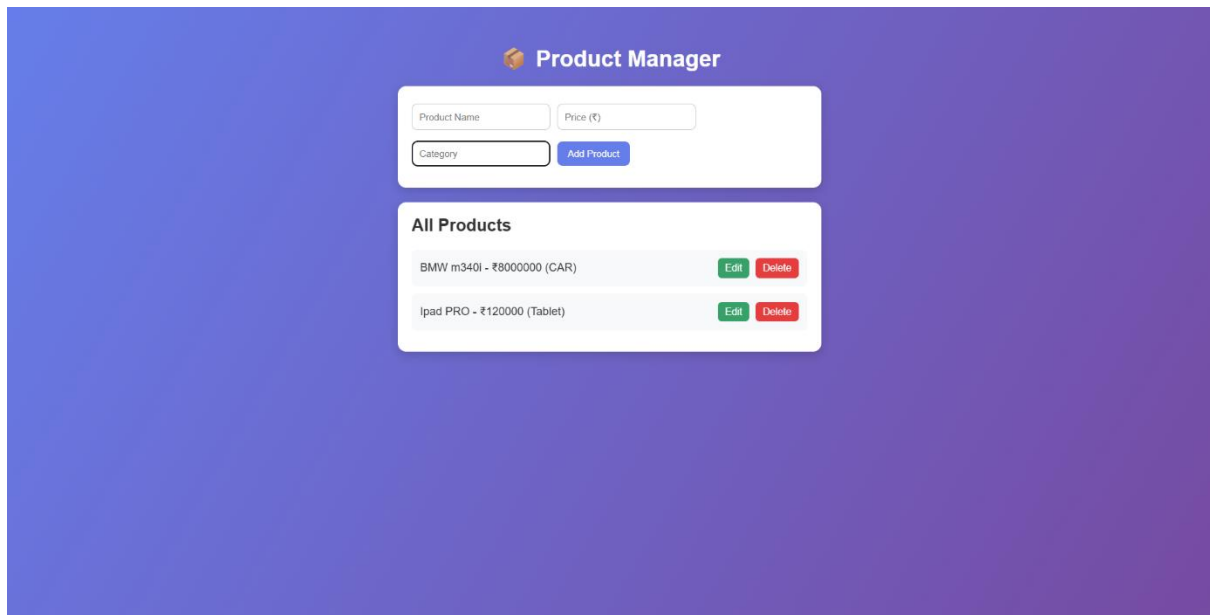 📦 Product Manager
Product Name Price (₹)
Category Add Product
All Products
BMW m340i - ₹8000000 (CAR) Edit Delete
Ipad PRO - ₹120000 (Tablet) Edit Delete